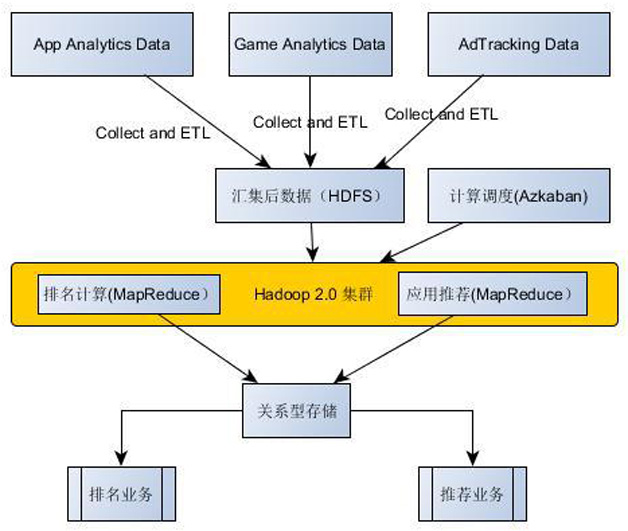 App Analytics Data
Game Analytics Data
AdTracking Data
Collect and ETL
Collect and ETL
Collect and ETL
汇集后数据（HDFS）
计算调度(Azkaban)
排名计算(MapReduce）
Hadoop 2.0 集群
应用推荐(MapReduce）
关系型存储
排名业务
推荐业务